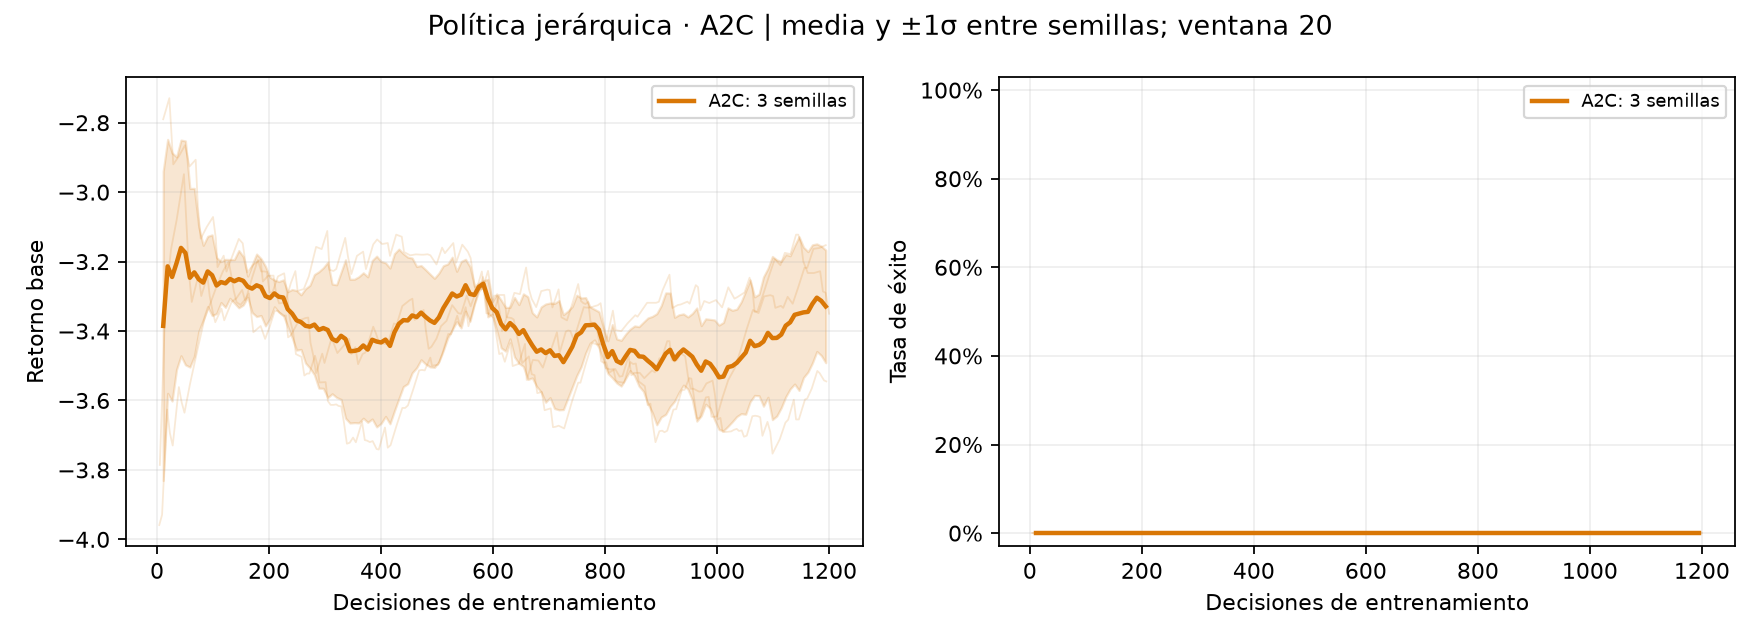 Política jerárquica · A2C | media y ±1σ entre semillas; ventana 20
A2C: 3 semillas
Retorno base
−2.8
−3.0
−3.2
−3.4
−3.6
−3.8
−4.0
0 200 400 600 800 1000 1200
Decisiones de entrenamiento
A2C: 3 semillas
Tasa de éxito
100%
80%
60%
40%
20%
0%
0 200 400 600 800 1000 1200
Decisiones de entrenamiento